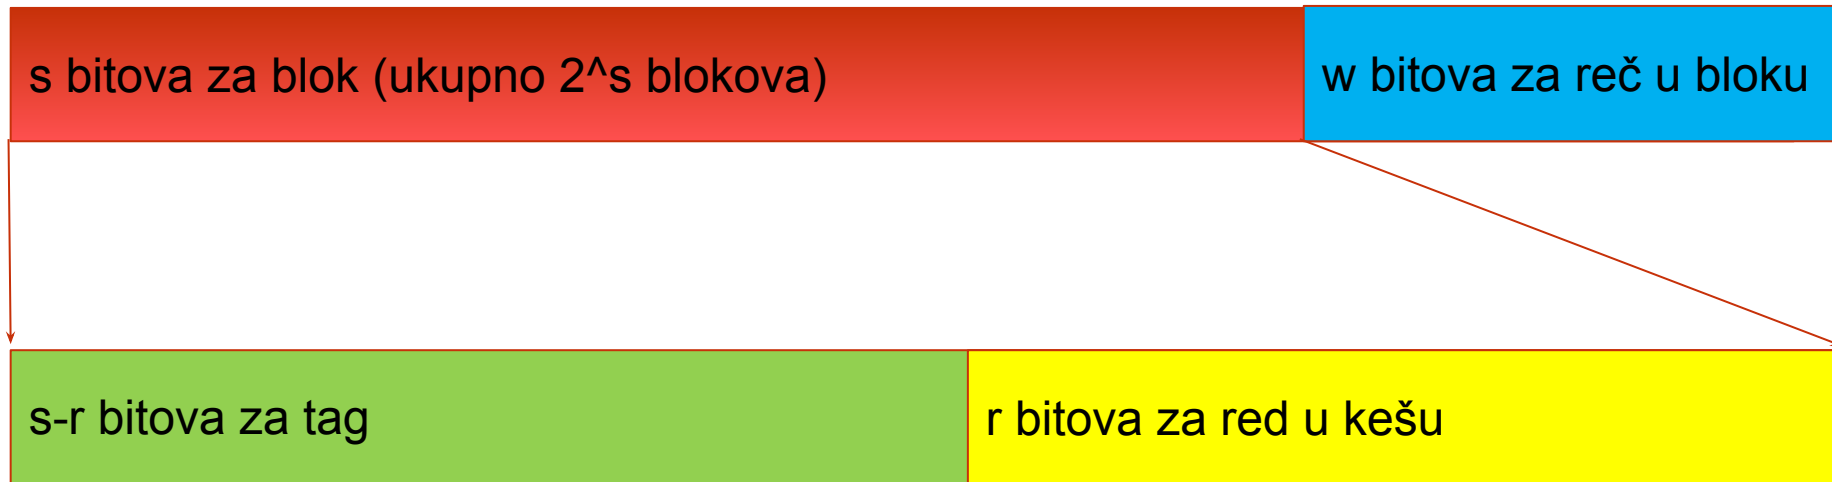 s bitova za blok (ukupno 2^s blokova)
w bitova za reč u bloku
s-r bitova za tag
r bitova za red u kešu